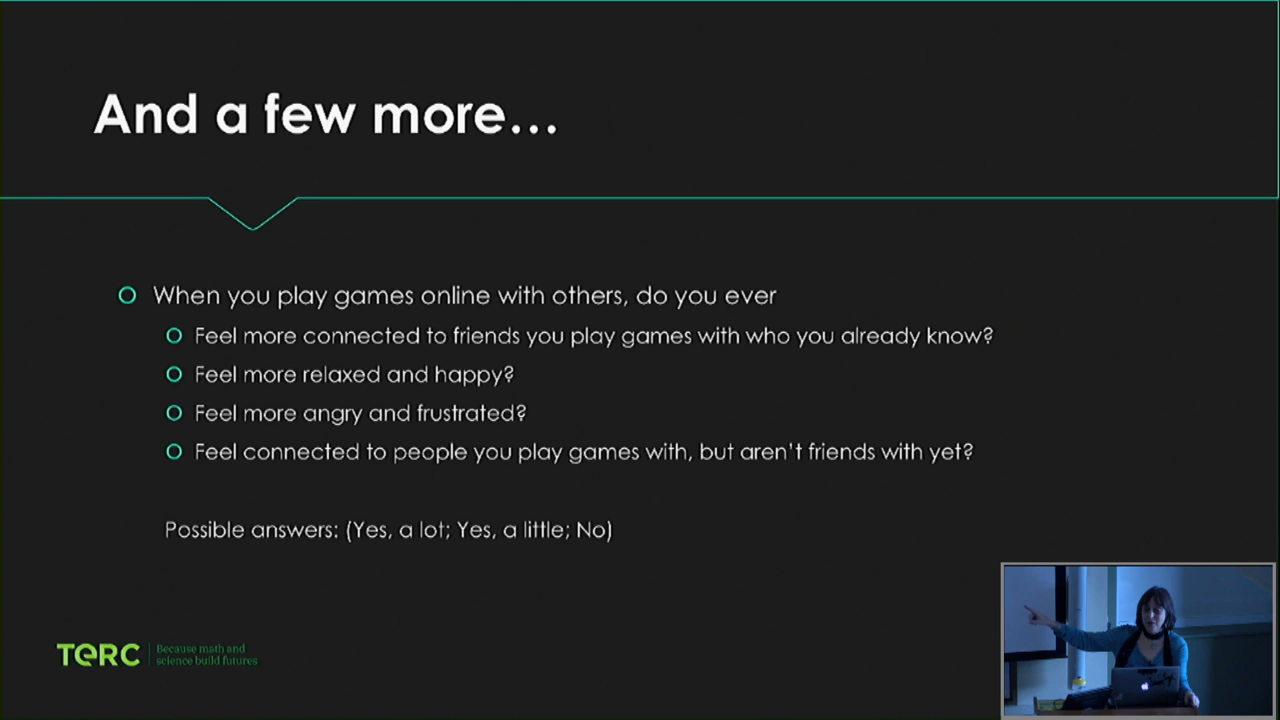 And a few more…
When you play games online with others, do you ever
Feel more connected to friends you play games with who you already know?
Feel more relaxed and happy?
Feel more angry and frustrated?
Feel connected to people you play games with, but aren't friends with yet?
Possible answers: (Yes, a lot; Yes, a little; No)
TERC
Because math and
science build futures